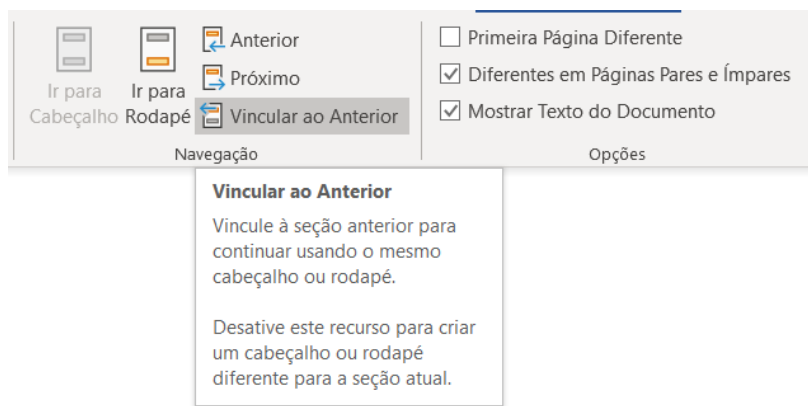 Ir para
Cabeçalho
Ir para
Rodapé
Anterior
Próximo
Vincular ao Anterior
Navegação
Primeira Página Diferente
Diferentes em Páginas Pares e Ímpares
Mostrar Texto do Documento
Opções
Vincular ao Anterior
Vincule à seção anterior para
continuar usando o mesmo
cabeçalho ou rodapé.
Desative este recurso para criar
um cabeçalho ou rodapé
diferente para a seção atual.